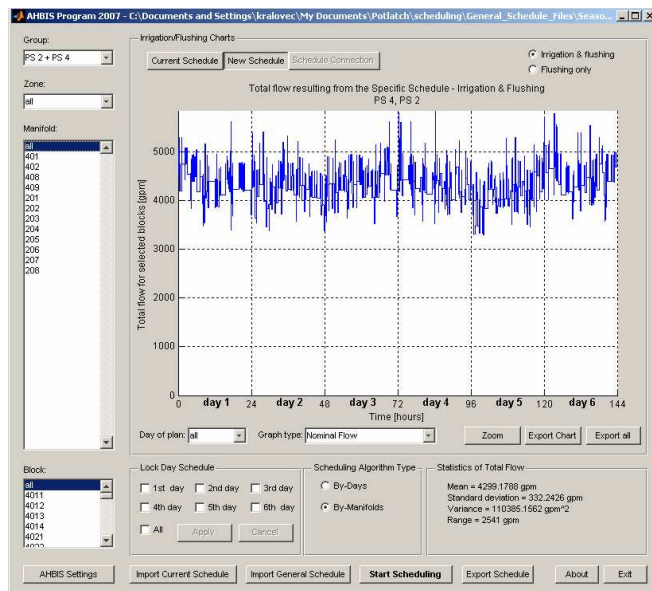 AHBIS Program 2007 - C:\Documents and Settings\kralovec\My Documents\Potlatch\scheduling\General_Schedule_Files\Seaso...
Group:
PS 2 + PS 4
Zone:
all
Manifold:
all
401
402
408
409
201
202
203
204
205
206
207
208
Block:
all
4011
4012
4013
4014
4021
4022
AHBIS Settings
Irrigation/Flushing Charts
Current Schedule
New Schedule
Schedule Connection
Irrigation & flushing
Flushing only
Total flow resulting from the Specific Schedule - Irrigation & Flushing
PS 4, PS 2
Total flow for selected blocks [gpm]
5000
4000
3000
2000
1000
0
0 day 1 24 day 2 48 day 3 72 day 4 96 day 5 120 day 6 144
Time [hours]
Day of plan: all
Graph type: Nominal Flow
Zoom
Export Chart
Export all
Lock Day Schedule
1st day 2nd day 3rd day
4th day 5th day 6th day
All
Apply
Cancel
Scheduling Algorithm Type
By-Days
By-Manifolds
Statistics of Total Flow
Mean = 4299.1788 gpm
Standard deviation = 332.2426 gpm
Variance = 110385.1562 gpm^2
Range = 2541 gpm
Import Current Schedule
Import General Schedule
Start Scheduling
Export Schedule
About
Exit